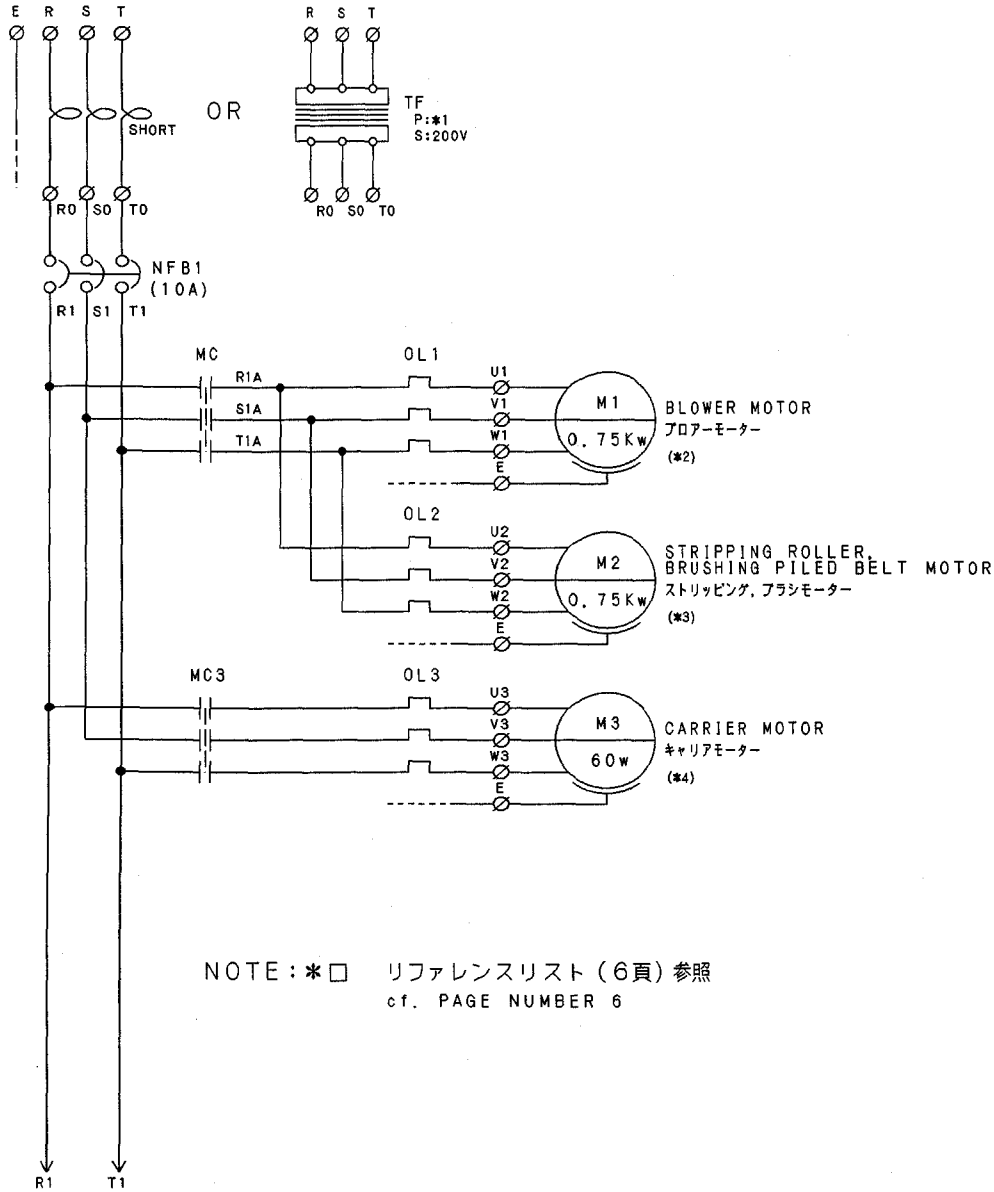 E R S T
R S T
SHORT
OR
TF
P:*1
S:200V
R0 S0 T0
R0 S0 T0
NFB1
(10A)
R1 S1 T1
MC
OL1
R1A
S1A
T1A
U1
V1
W1
E
M1
0.75Kw
BLOWER MOTOR
ブロアーモーター
(*2)
OL2
U2
V2
W2
E
M2
0.75Kw
STRIPPING ROLLER,
BRUSHING PILED BELT MOTOR
ストリッピング,ブラシモーター
(*3)
MC3
OL3
U3
V3
W3
E
M3
60w
CARRIER MOTOR
キャリアモーター
(*4)
NOTE:*□ リファレンスリスト(6頁)参照
cf. PAGE NUMBER 6
R1 T1